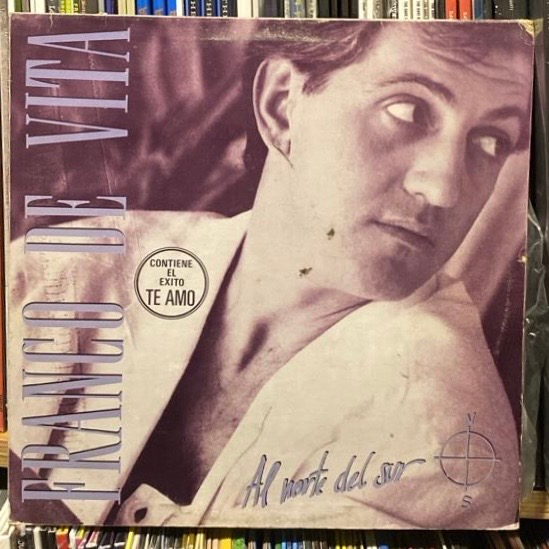 FRANCO DE VITA
CONTIENE
EL
EXITO
TE AMO
Al norte del sur
N
S